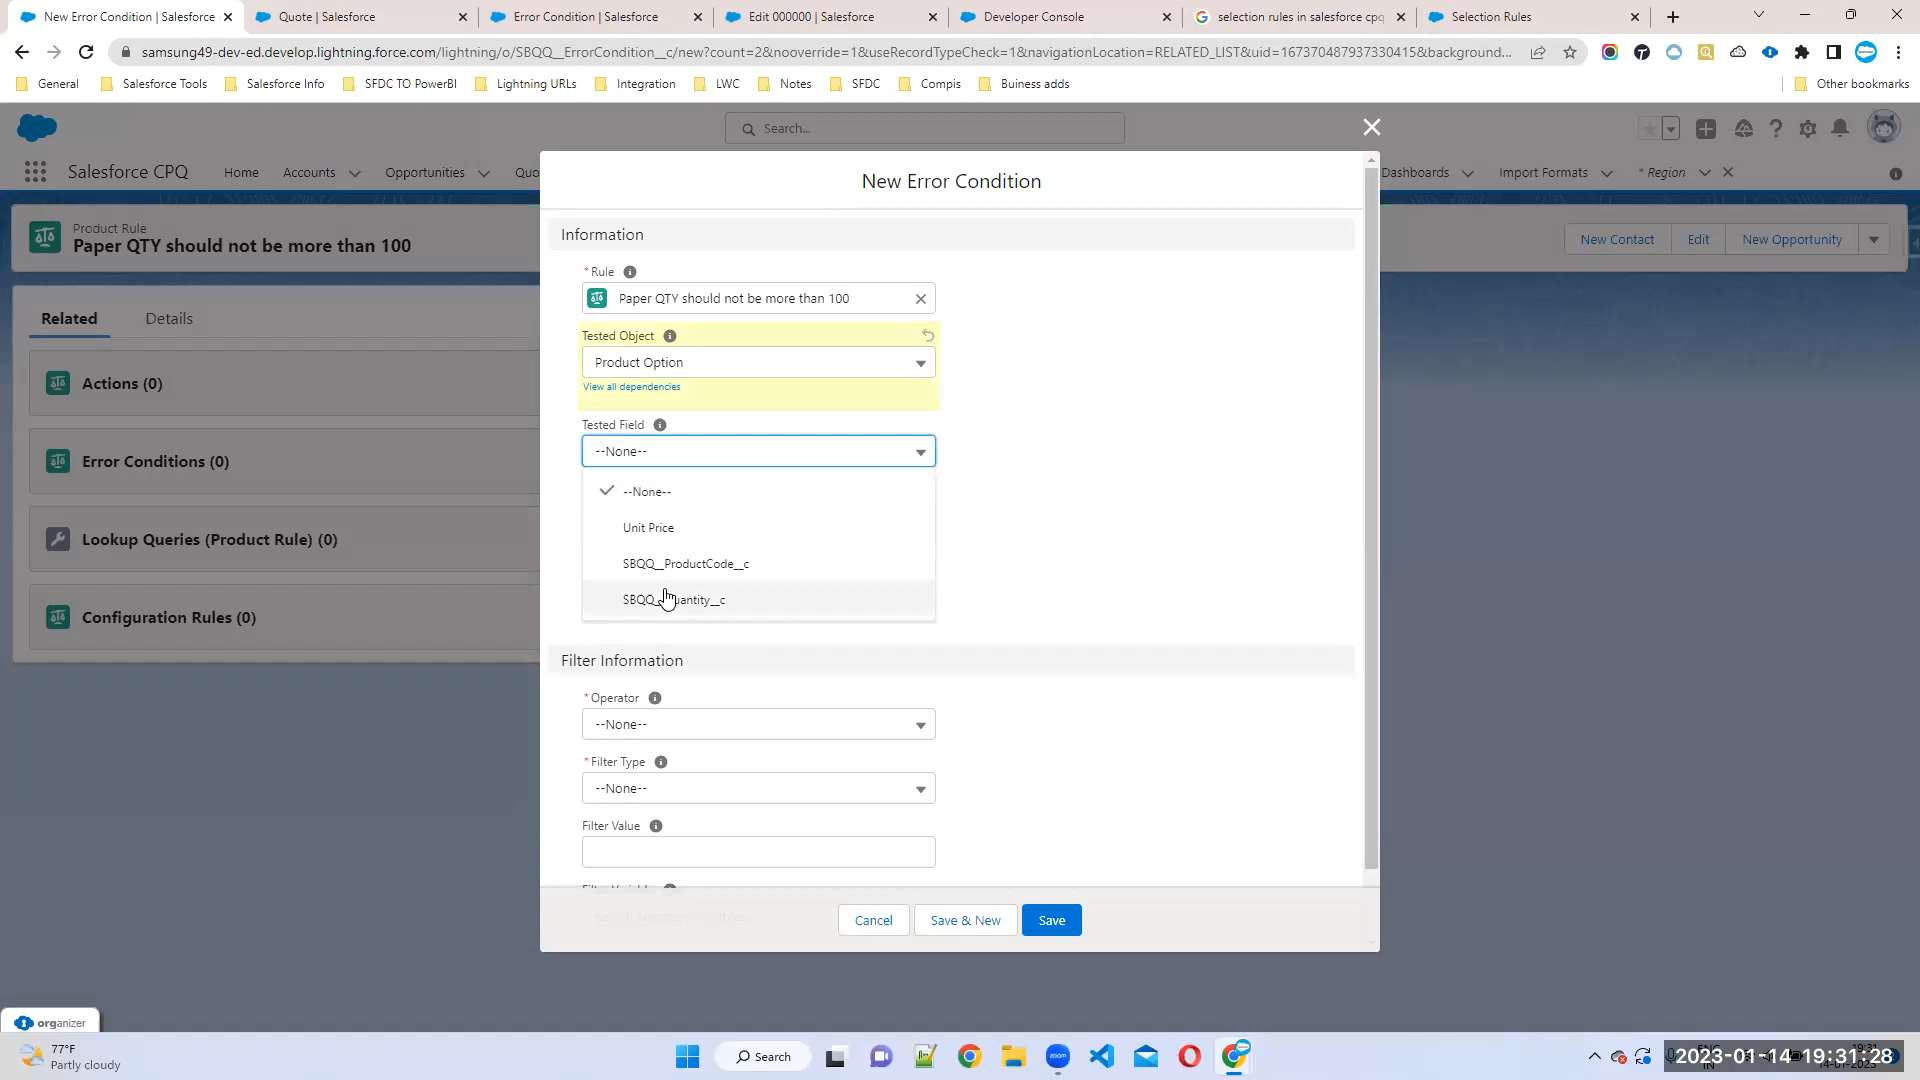 New Error Condition | Salesforce
Quote | Salesforce
Error Condition | Salesforce
Edit 000000 | Salesforce
Developer Console
selection rules in salesforce cpq
Selection Rules
samsung49-dev-ed.develop.lightning.force.com/lightning/o/SBQQ__ErrorCondition__c/new?count=2&nooverride=1&useRecordTypeCheck=1&navigationLocation=RELATED_LIST&uid=167370487937330415&background...
General
Salesforce Tools
Salesforce Info
SFDC TO PowerBI
Lightning URLs
Integration
LWC
Notes
SFDC
Compis
Buiness adds
Other bookmarks
Search...
Salesforce CPQ
Home
Accounts
Opportunities
Quo
Dashboards
Import Formats
* Region
Product Rule
Paper QTY should not be more than 100
New Contact
Edit
New Opportunity
Related
Details
Actions (0)
Error Conditions (0)
Lookup Queries (Product Rule) (0)
Configuration Rules (0)
New Error Condition
Information
* Rule
Paper QTY should not be more than 100
Tested Object
Product Option
View all dependencies
Tested Field
--None--
--None--
Unit Price
SBQQ__ProductCode__c
Filter Information
* Operator
--None--
* Filter Type
--None--
Filter Value
Cancel
Save & New
Save
organizer
77°F
Partly cloudy
Search
2023-01-14-19:31:28